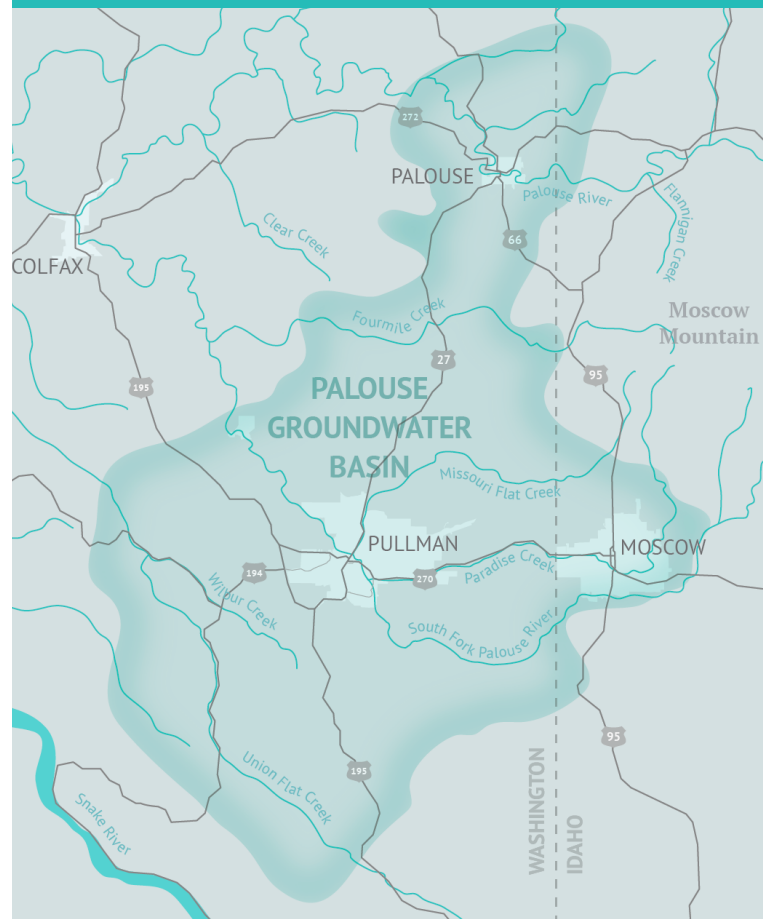 272
PALOUSE
Palouse River
Flannigan Creek
Clear Creek
66
COLFAX
Moscow
Mountain
Fourmile Creek
27
95
195
PALOUSE
GROUNDWATER
BASIN
Missouri Flat Creek
PULLMAN
MOSCOW
194
270
Paradise Creek
Wilbur Creek
South Fork Palouse River
95
195
Union Flat Creek
WASHINGTON
IDAHO
Snake River